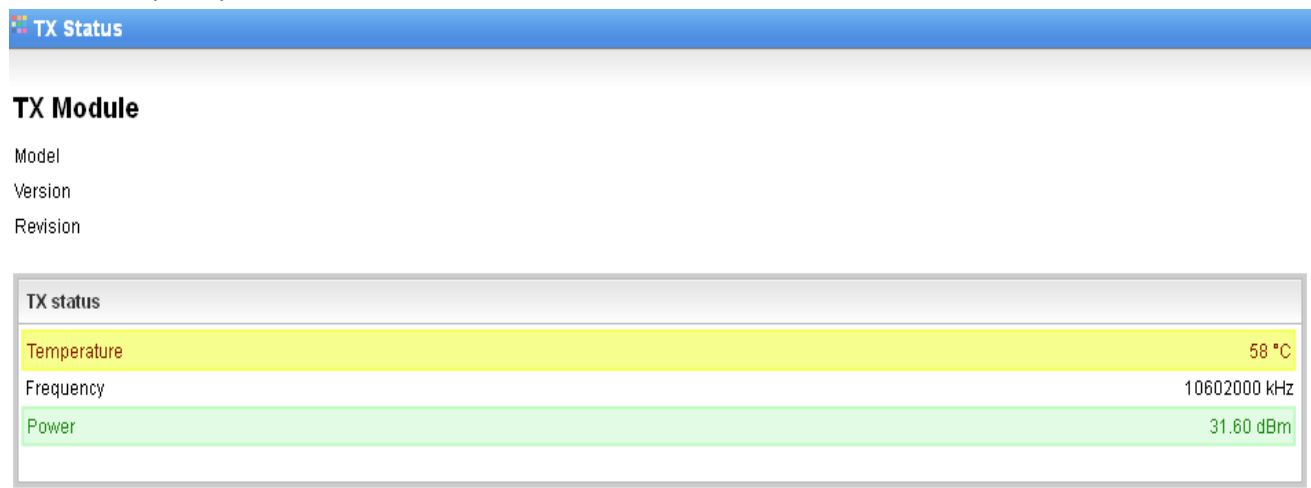 TX Status
TX Module
Model
Version
Revision
TX status
Temperature 58 °C
Frequency 10602000 kHz
Power 31.60 dBm